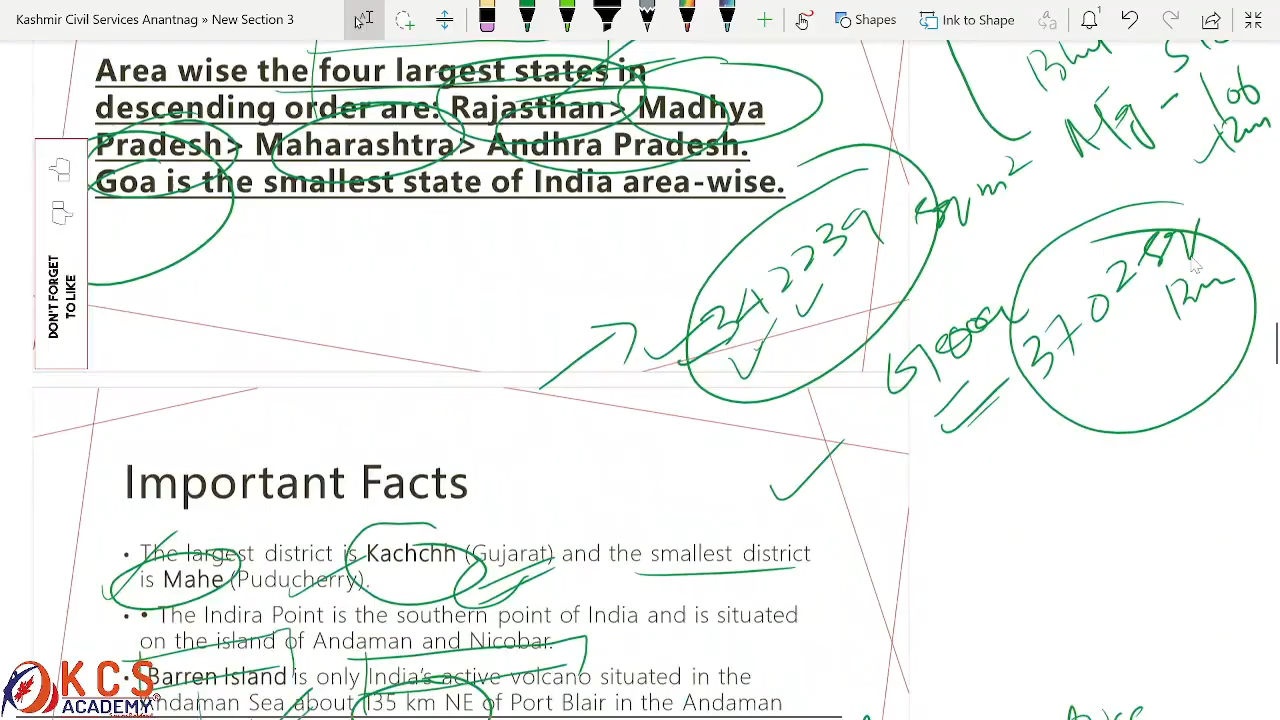 Kashmir Civil Services Anantnag » New Section 3
Shapes
Ink to Shape
Area wise the four largest states in
descending order are: Rajasthan> Madhya
Pradesh> Maharashtra> Andhra Pradesh.
Goa is the smallest state of India area-wise.
DON'T FORGET
TO LIKE
342239
3702 sq
km
Important Facts
• The largest district is Kachchh (Gujarat) and the smallest district
is Mahe (Puducherry).
• • The Indira Point is the southern point of India and is situated
on the island of Andaman and Nicobar.
• Barren Island is only India's active volcano situated in the
Andaman Sea about 135 km NE of Port Blair in the Andaman
KCS
ACADEMY